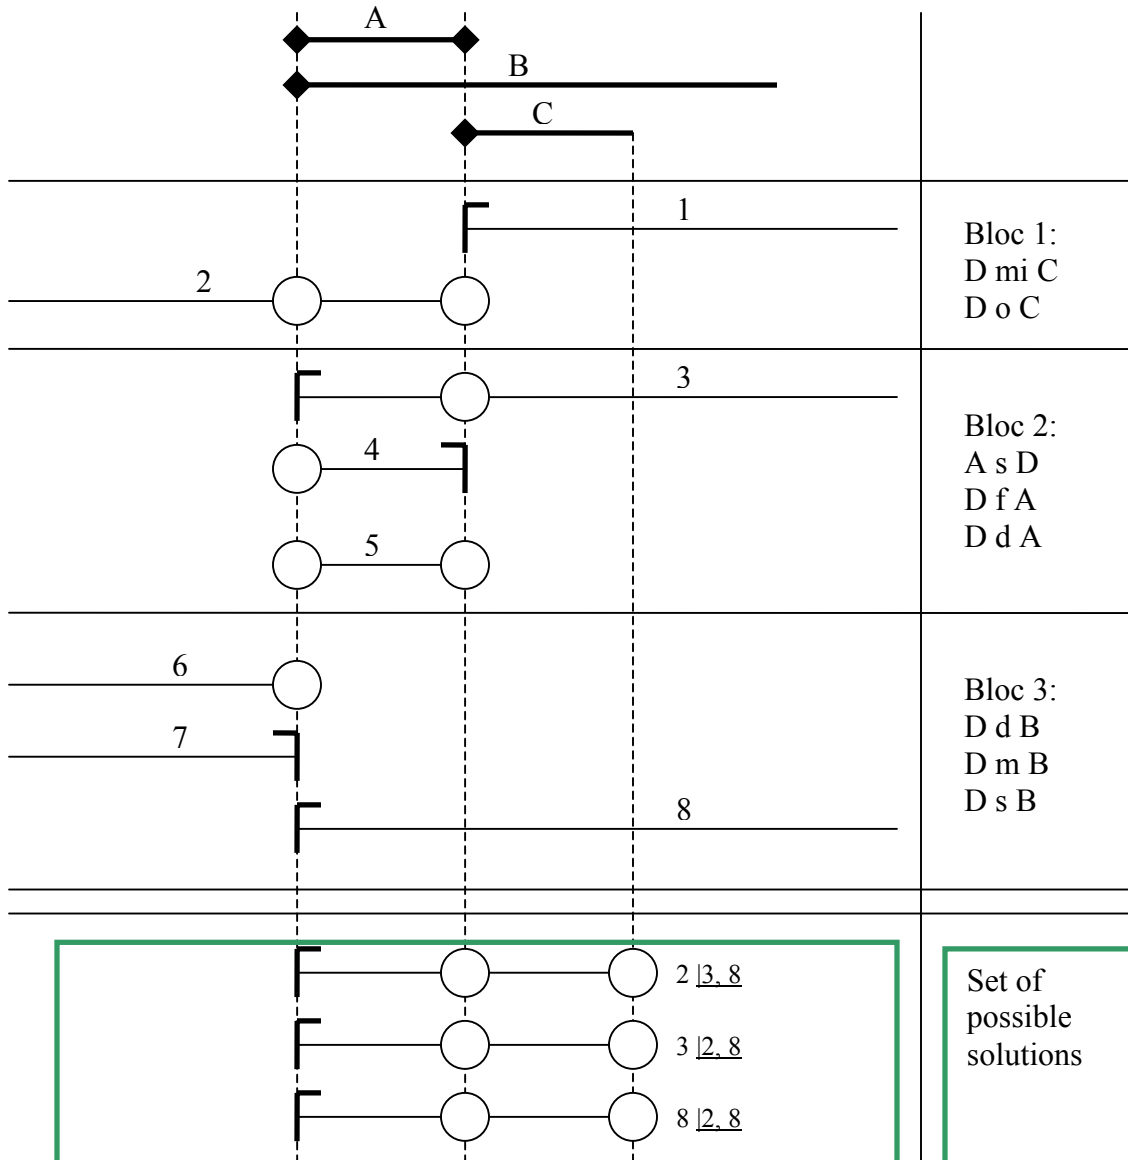 A
B
C
1
2
Bloc 1:
D mi C
D o C
3
4
5
Bloc 2:
A s D
D f A
D d A
6
7
8
Bloc 3:
D d B
D m B
D s B
2 |3, 8
3 |2, 8
8 |2, 8
Set of
possible
solutions